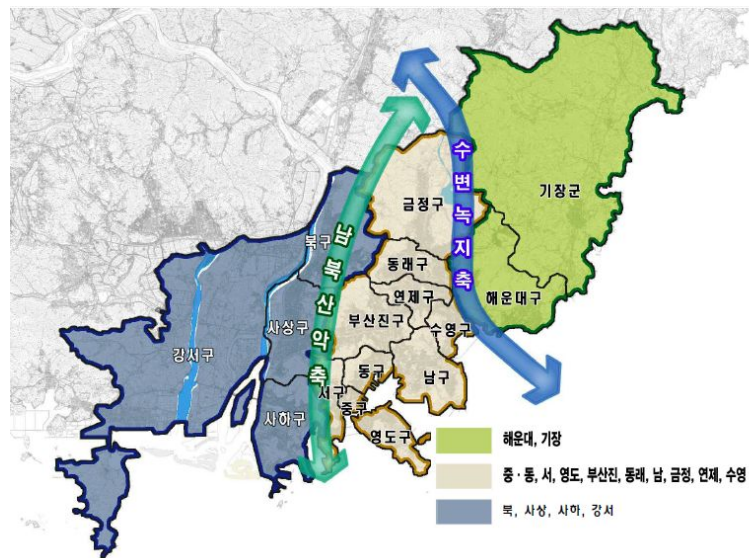 수변녹지축
기장군
금정구
남북산악축
북구
동래구
해운대구
연제구
부산진구
수영구
사상구
강서구
동구
남구
서구
중구
사하구
영도구
해운대, 기장
중 · 동, 서, 영도, 부산진, 동래, 남, 금정, 연제, 수영
북, 사상, 사하, 강서